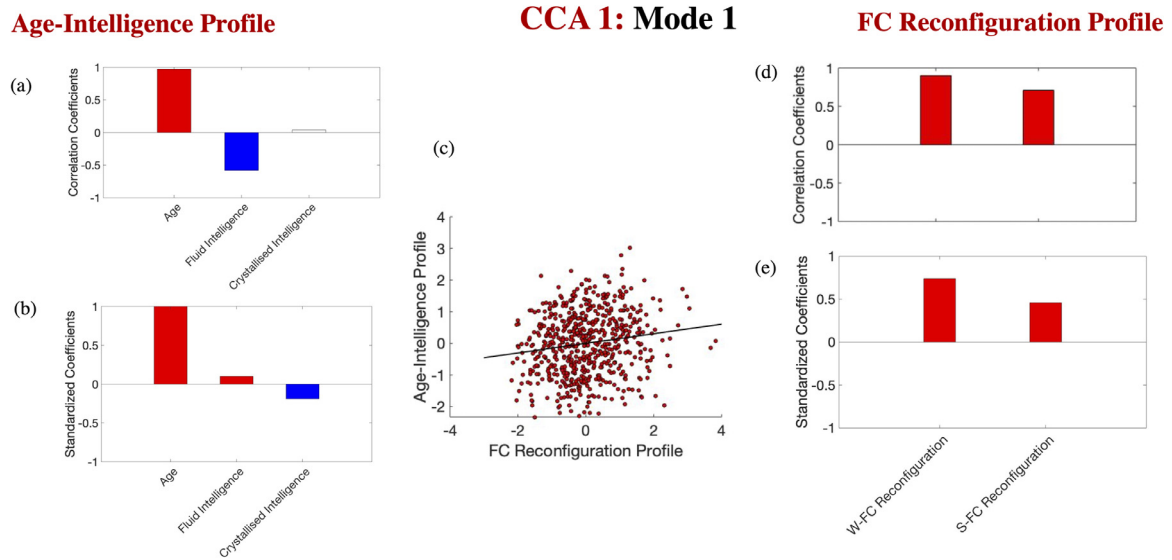 Age-Intelligence Profile
CCA 1: Mode 1
FC Reconfiguration Profile
(a)
Correlation Coefficients
1
0.5
0
-0.5
-1
Age
Fluid Intelligence
Crystallised Intelligence
(b)
Standardized Coefficients
1
0.5
0
-0.5
-1
Age
Fluid Intelligence
Crystallised Intelligence
(c)
Age-Intelligence Profile
4
3
2
1
0
-1
-2
-4
-2
0
2
4
FC Reconfiguration Profile
(d)
Correlation Coefficients
1
0.5
0
-0.5
-1
(e)
Standardized Coefficients
1
0.5
0
-0.5
-1
W-FC Reconfiguration
S-FC Reconfiguration